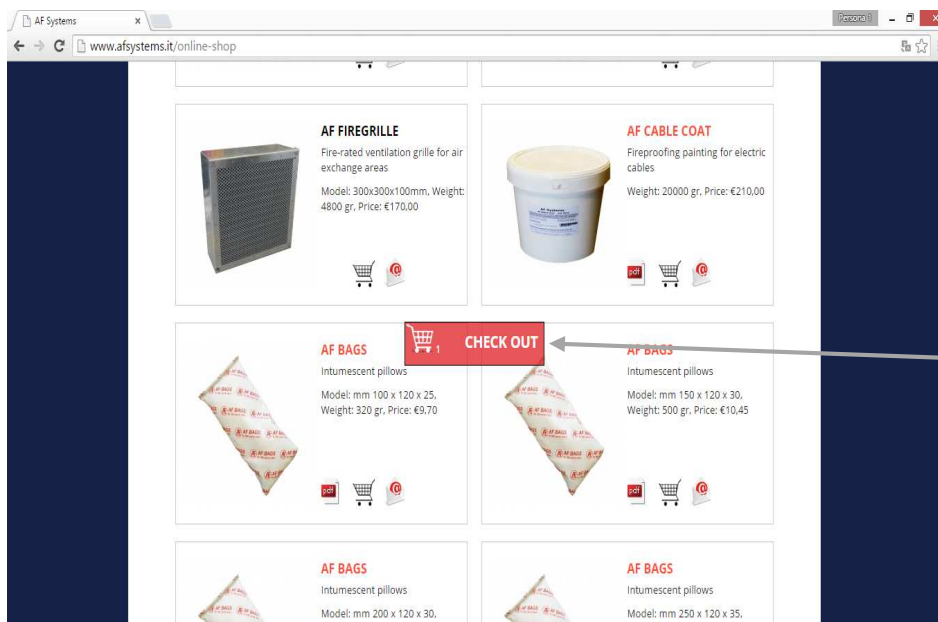 AF Systems
Persona 1
www.afsystems.it/online-shop
AF FIREGRILLE
Fire-rated ventilation grille for air
exchange areas
Model: 300x300x100mm, Weight:
4800 gr, Price: €170,00
AF CABLE COAT
Fireproofing painting for electric
cables
Weight: 20000 gr, Price: €210,00
pdf
1 CHECK OUT
AF BAGS
Intumescent pillows
Model: mm 100 x 120 x 25,
Weight: 320 gr, Price: €9,70
pdf
AF BAGS
Intumescent pillows
Model: mm 150 x 120 x 30,
Weight: 500 gr, Price: €10,45
pdf
AF BAGS
Intumescent pillows
Model: mm 200 x 120 x 30,
AF BAGS
Intumescent pillows
Model: mm 250 x 120 x 35,